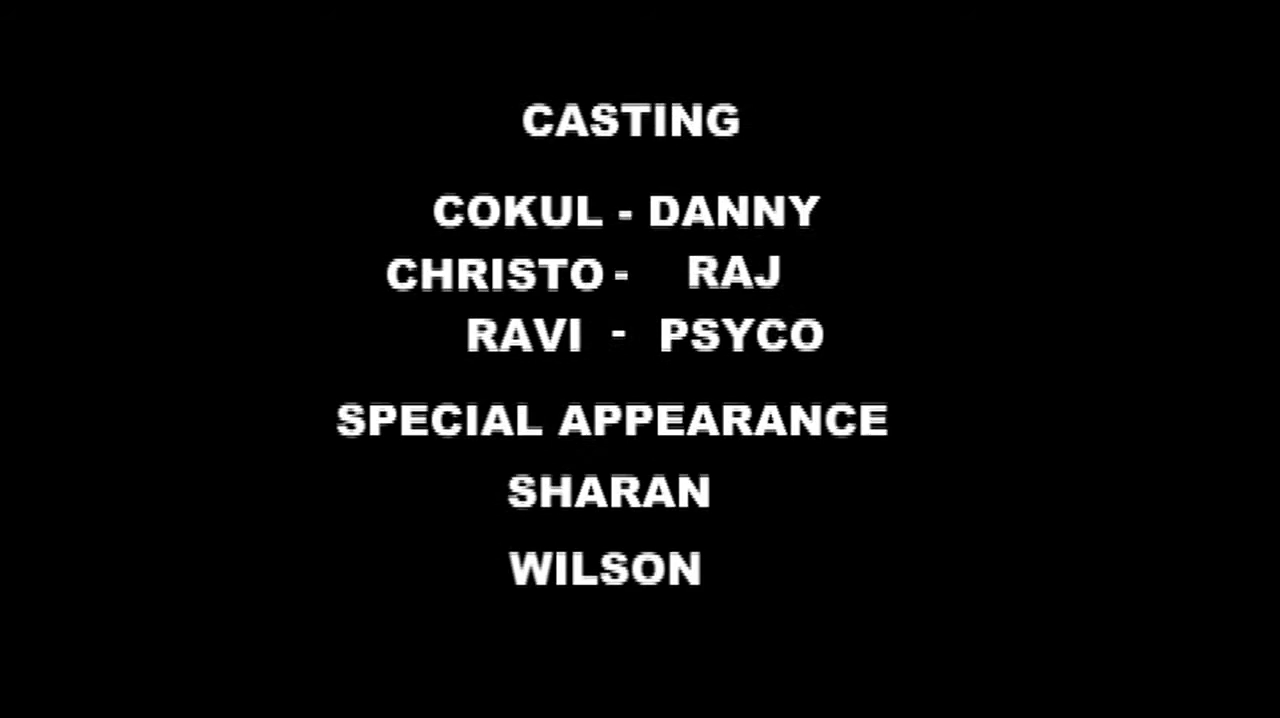 CASTING
COKUL - DANNY
CHRISTO - RAJ
RAVI - PSYCO
SPECIAL APPEARANCE
SHARAN
WILSON